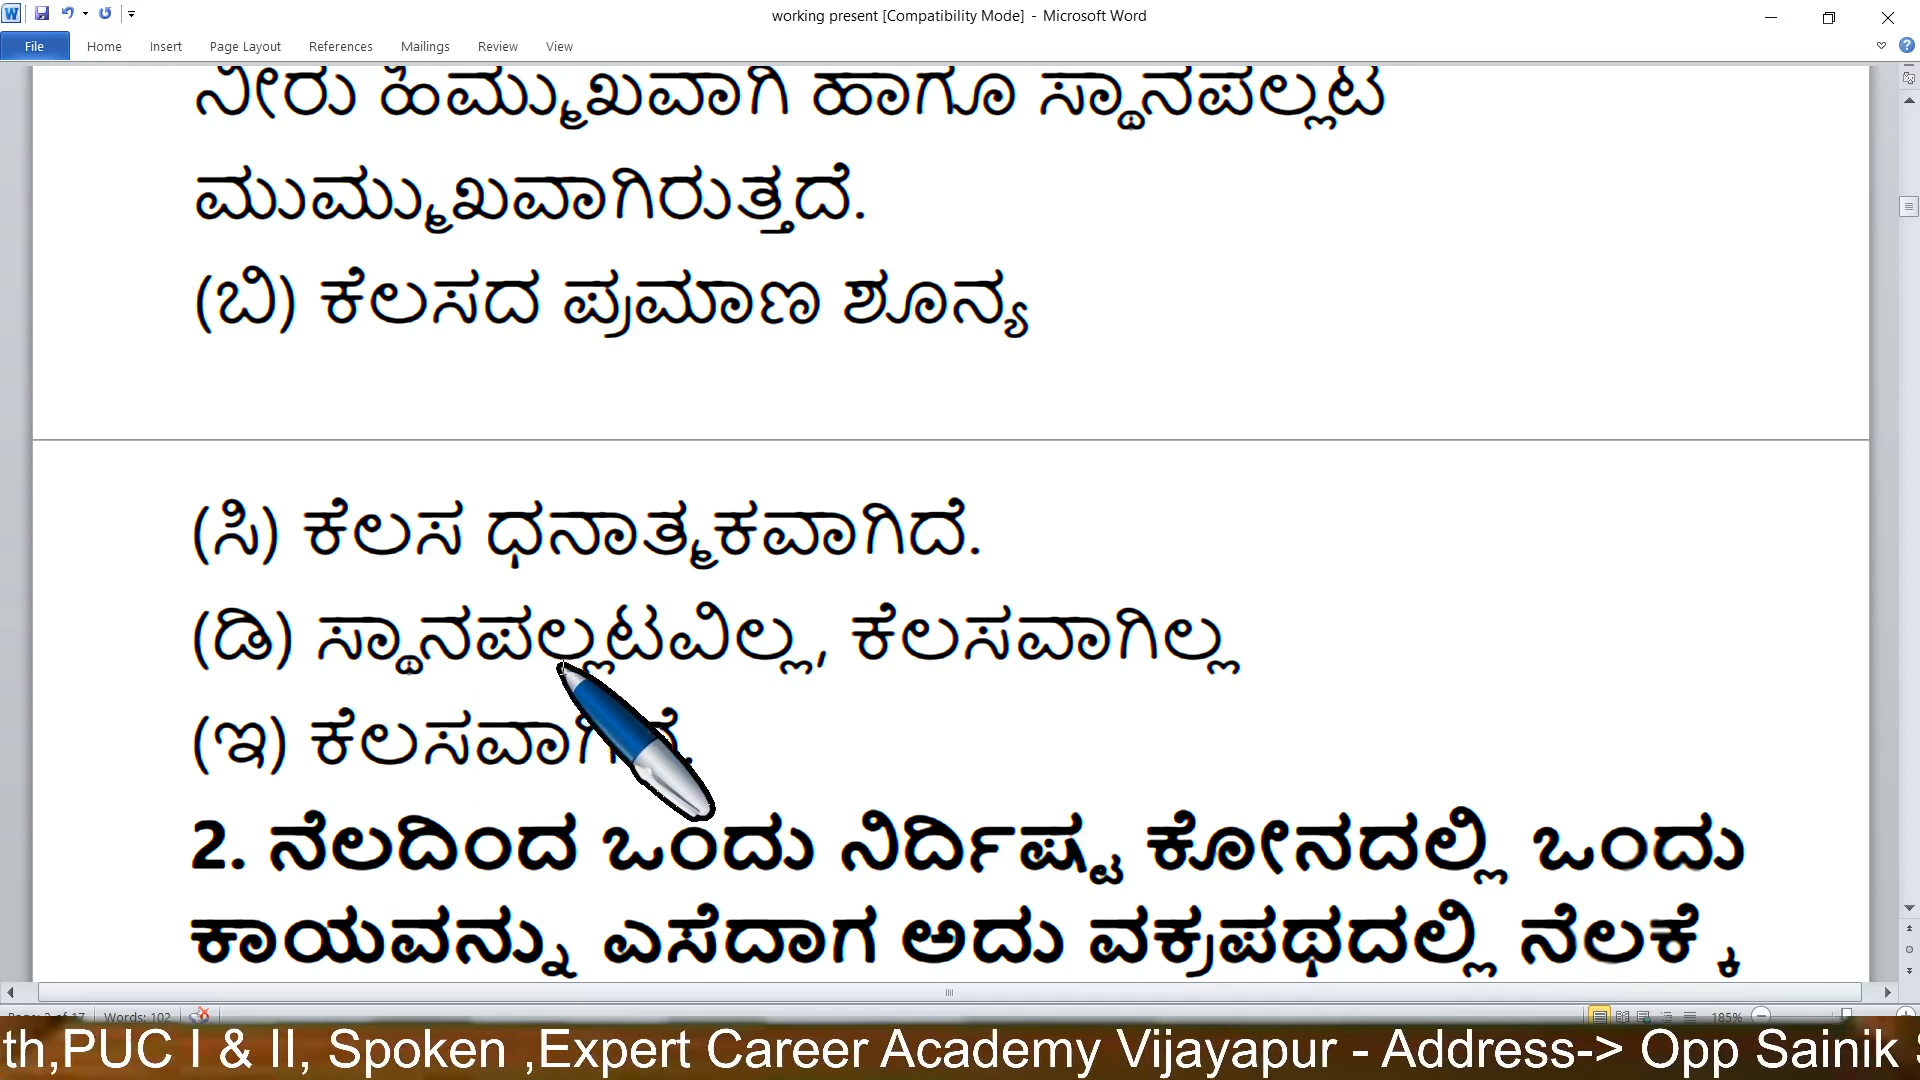 working present [Compatibility Mode] - Microsoft Word
File Home Insert Page Layout References Mailings Review View
ನೀರು ಹಿಮ್ಮುಖವಾಗಿ ಹಾಗೂ ಸ್ಥಾನಪಲ್ಲಟ
ಮುಮ್ಮುಖವಾಗಿರುತ್ತದೆ.
(ಬಿ) ಕೆಲಸದ ಪ್ರಮಾಣ ಶೂನ್ಯ
(ಸಿ) ಕೆಲಸ ಧನಾತ್ಮಕವಾಗಿದೆ.
(ಡಿ) ಸ್ಥಾನಪಲ್ಲಟವಿಲ್ಲ, ಕೆಲಸವಾಗಿಲ್ಲ
(ಇ)
2. ನೆಲದಿಂದ ಒಂದು ನಿರ್ದಿಷ್ಟ ಕೋನದಲ್ಲಿ ಒಂದು
ಕಾಯವನ್ನು ಎಸೆದಾಗ ಅದು ವಕ್ರಪಥದಲ್ಲಿ ನೆಲಕ್ಕೆ
Words: 102 185%
th,PUC I & II, Spoken ,Expert Career Academy Vijayapur - Address-> Opp Sainik